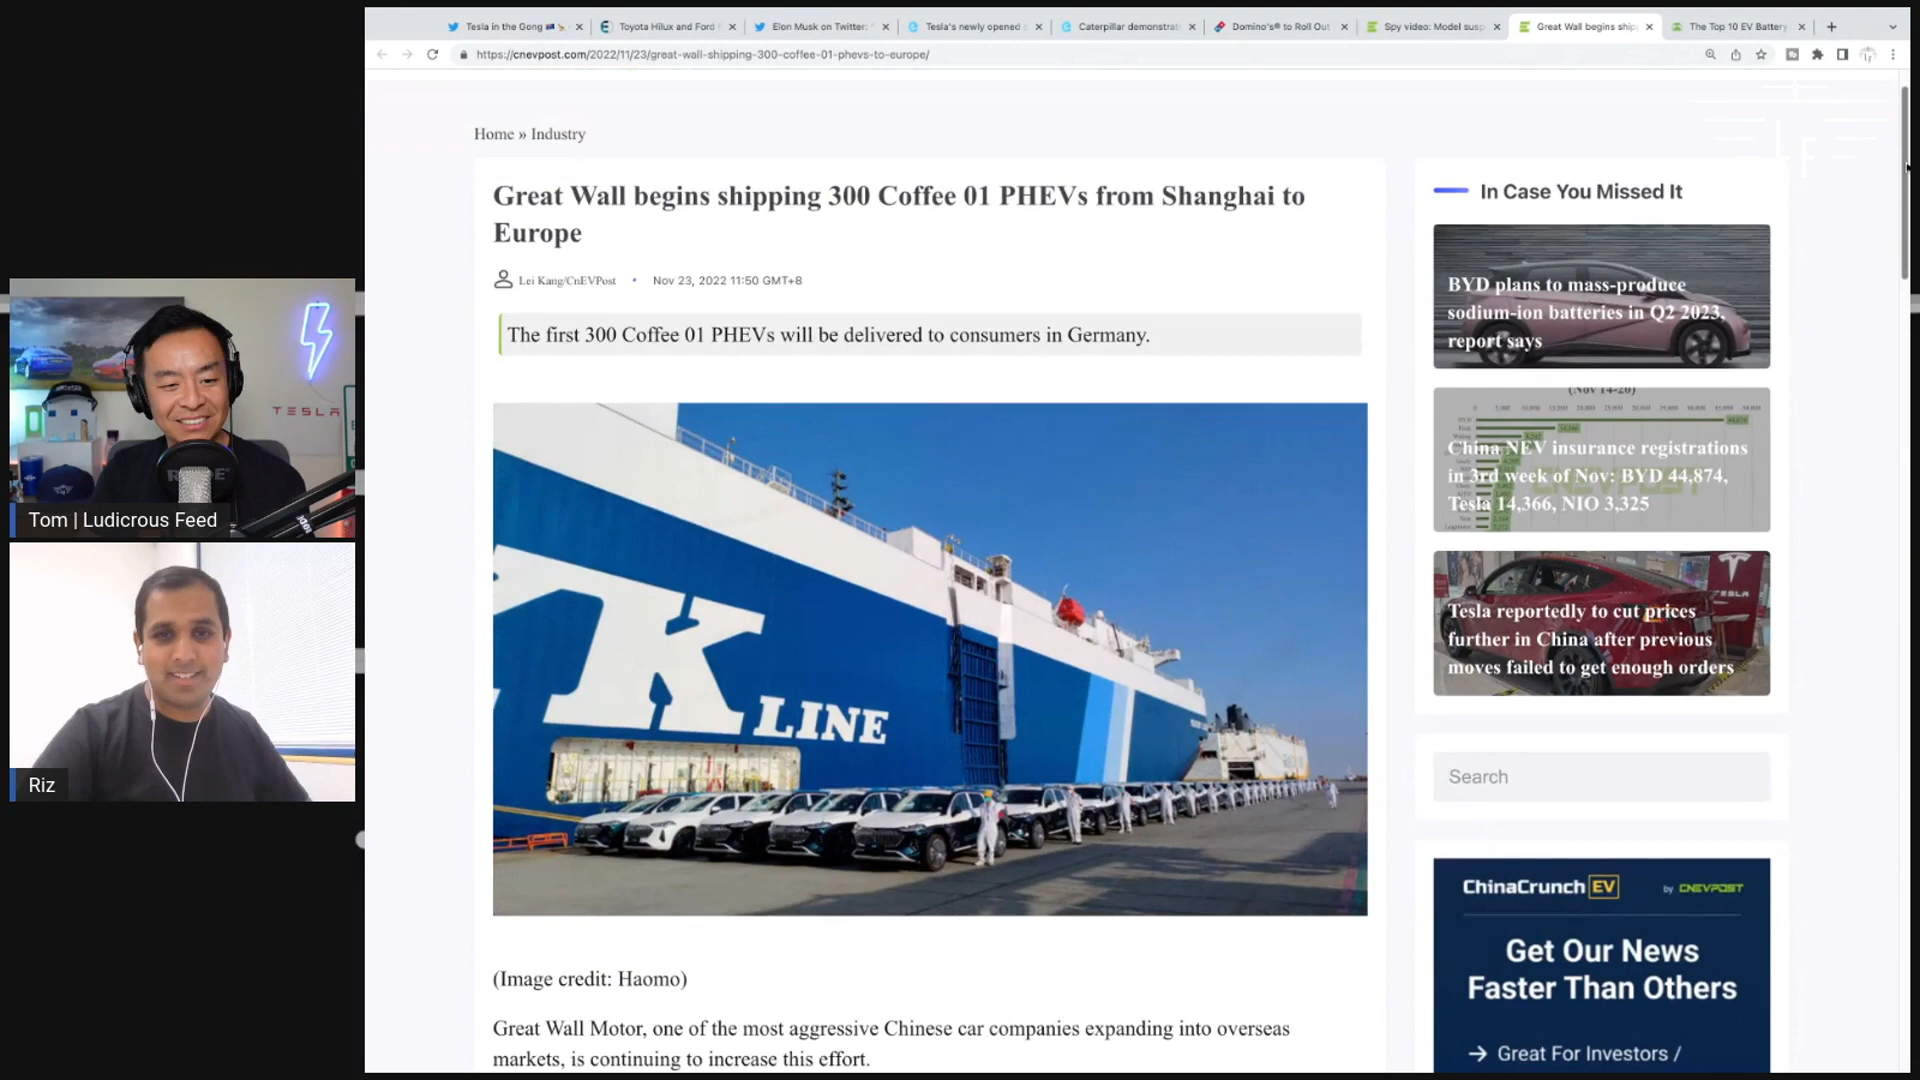 Tesla in the Gong
Toyota Hilux and Ford
Elon Musk on Twitter: "
Tesla's newly opened
Caterpillar demonstrat
Domino's® to Roll Out
Spy video: Model
Great Wall begins ship
The Top 10 EV Battery
https://cnevpost.com/2022/11/23/great-wall-shipping-300-coffee-01-phevs-to-europe/
Home » Industry
Great Wall begins shipping 300 Coffee 01 PHEVs from Shanghai to
Europe
Lei Kang/CnEVPost • Nov 23, 2022 11:50 GMT+8
The first 300 Coffee 01 PHEVs will be delivered to consumers in Germany.
K LINE
(Image credit: Haomo)
Great Wall Motor, one of the most aggressive Chinese car companies expanding into overseas
markets, is continuing to increase this effort.
In Case You Missed It
BYD plans to mass-produce
sodium-ion batteries in Q2 2023,
report says
(Nov 14-20)
China NEV insurance registrations
in 3rd week of Nov: BYD 44,874,
Tesla 14,366, NIO 3,325
TESLA
Tesla reportedly to cut prices
further in China after previous
moves failed to get enough orders
Search
ChinaCrunch EV by CNEVPOST
Get Our News
Faster Than Others
→ Great For Investors /
TESLA
RODE
Tom | Ludicrous Feed
Riz
LF